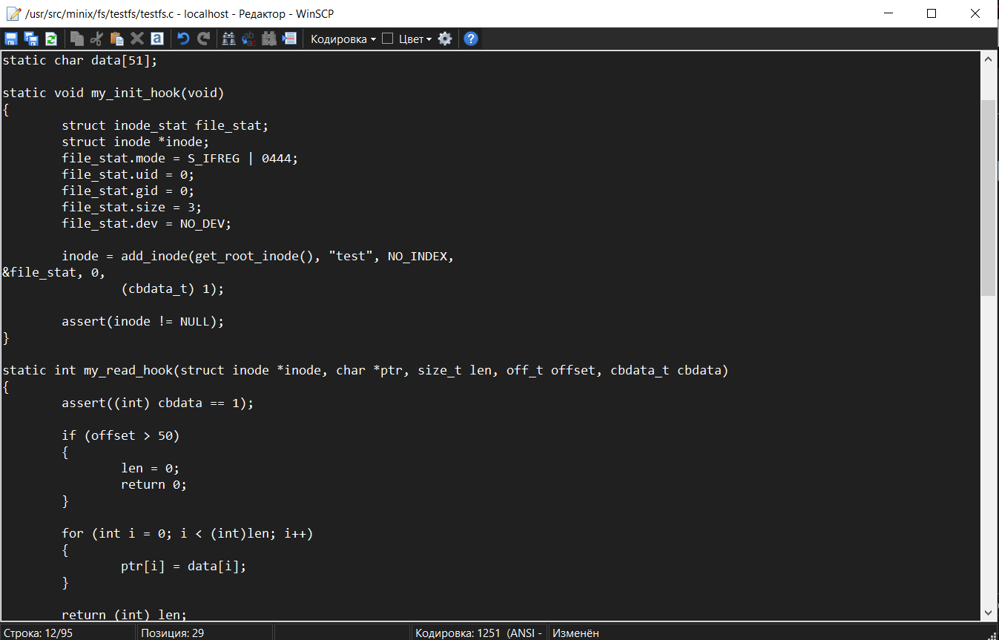 /usr/src/minix/fs/testfs/testfs.c - localhost - Редактор - WinSCP
Кодировка Цвет
static char data[51];
static void my_init_hook(void)
{
struct inode_stat file_stat;
struct inode *inode;
file_stat.mode = S_IFREG | 0444;
file_stat.uid = 0;
file_stat.gid = 0;
file_stat.size = 3;
file_stat.dev = NO_DEV;
inode = add_inode(get_root_inode(), "test", NO_INDEX,
&file_stat, 0,
(cbdata_t) 1);
assert(inode != NULL);
}
static int my_read_hook(struct inode *inode, char *ptr, size_t len, off_t offset, cbdata_t cbdata)
{
assert((int) cbdata == 1);
if (offset > 50)
{
len = 0;
return 0;
}
for (int i = 0; i < (int)len; i++)
{
ptr[i] = data[i];
}
return (int) len;
Строка: 12/95 Позиция: 29 Кодировка: 1251 (ANSI - Изменён